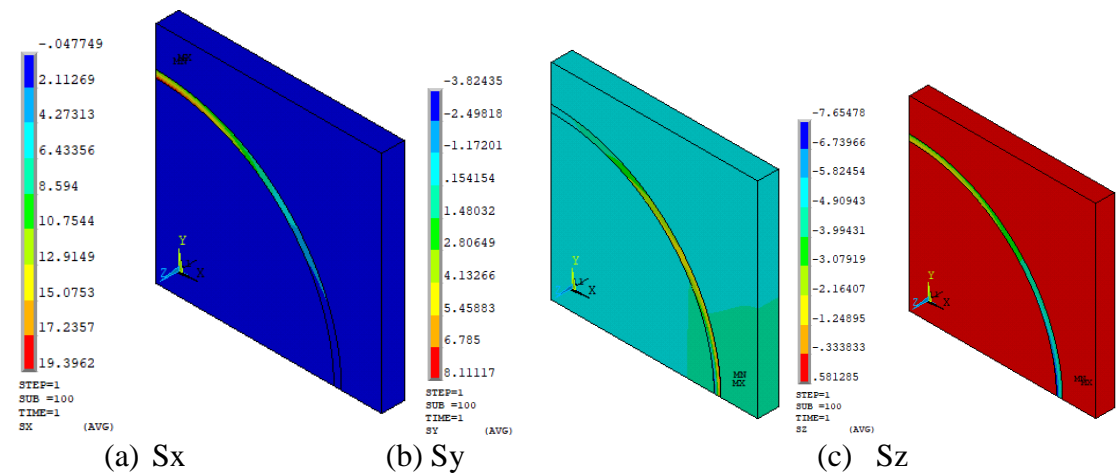 -.047749
2.11269
4.27313
6.43356
8.594
10.7544
12.9149
15.0753
17.2357
19.3962
STEP=1
SUB =100
TIME=1
SX (AVG)
Y
Z
X
-3.82435
-2.49818
-1.17201
.154154
1.48032
2.80649
4.13266
5.45883
6.785
8.11117
STEP=1
SUB =100
TIME=1
SY (AVG)
Y
X
MN
MX
-7.65478
-6.73966
-5.82454
-4.90943
-3.99431
-3.07919
-2.16407
-1.24895
-.333833
.581285
STEP=1
SUB =100
TIME=1
SZ (AVG)
Y
Z
X
(a) Sx
(b) Sy
(c) Sz